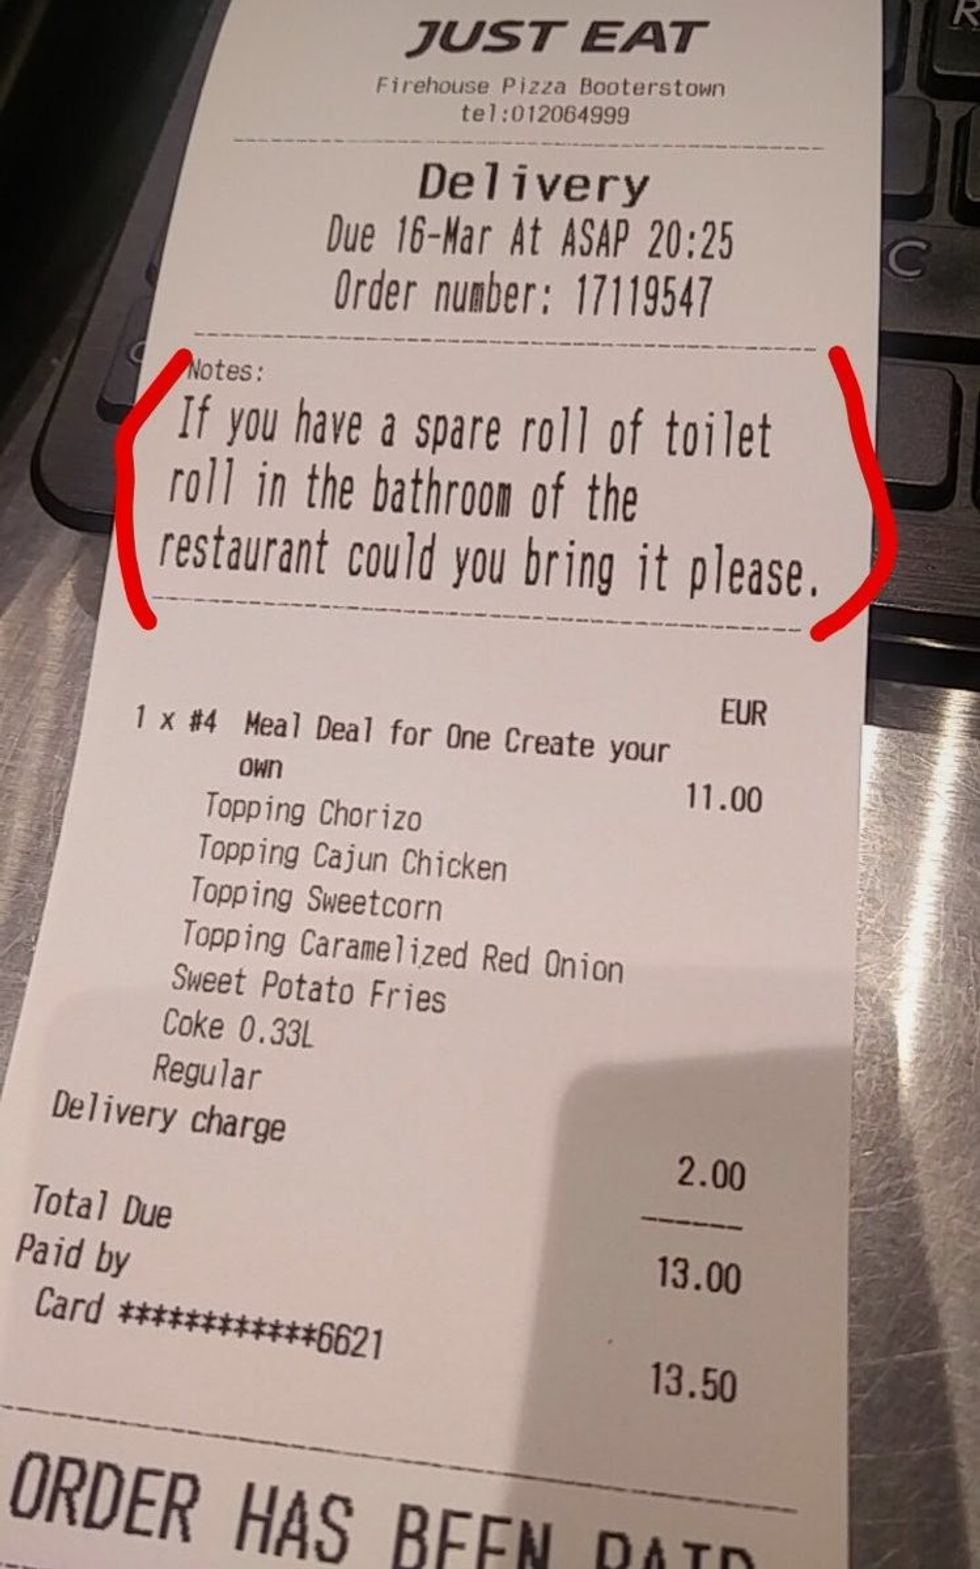 JUST EAT
Firehouse Pizza Booterstown
tel:012064999
Delivery
Due 16-Mar At ASAP 20:25
Order number: 17119547
Notes:
If you have a spare roll of toilet
roll in the bathroom of the
restaurant could you bring it please.
EUR
1 x #4 Meal Deal for One Create your
own 11.00
Topping Chorizo
Topping Cajun Chicken
Topping Sweetcorn
Topping Caramelized Red Onion
Sweet Potato Fries
Coke 0.33L
Regular
Delivery charge 2.00
Total Due 13.00
Paid by
Card ************6621 13.50
ORDER HAS BEEN PAID
R
C